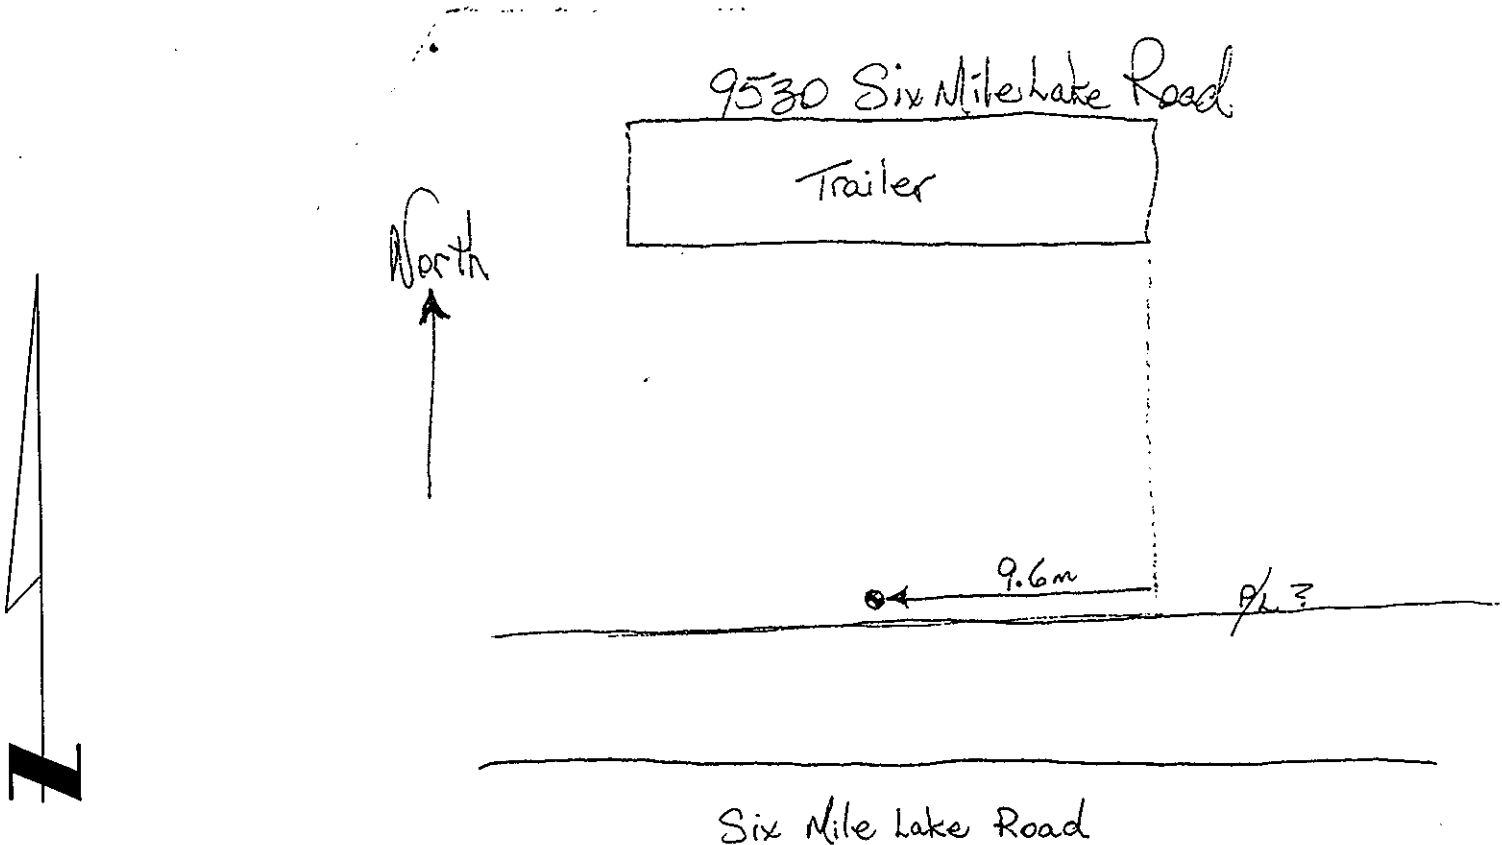 9530 Six Mile Lake Road
Trailer
North
9.6m
P/L ?
N
Six Mile Lake Road